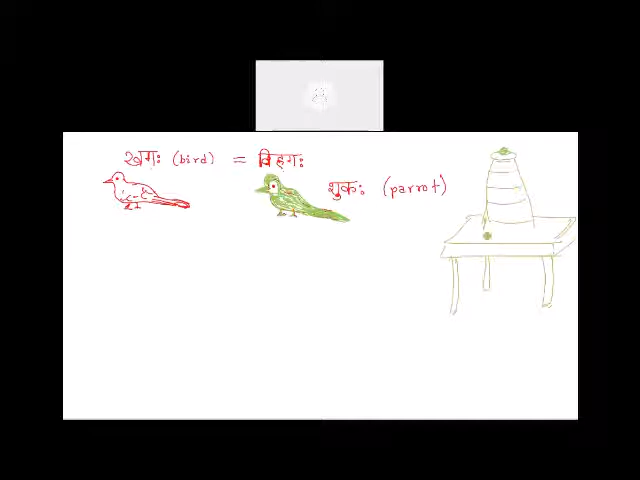 खगः (bird) = विहगः
शुकः (parrot)